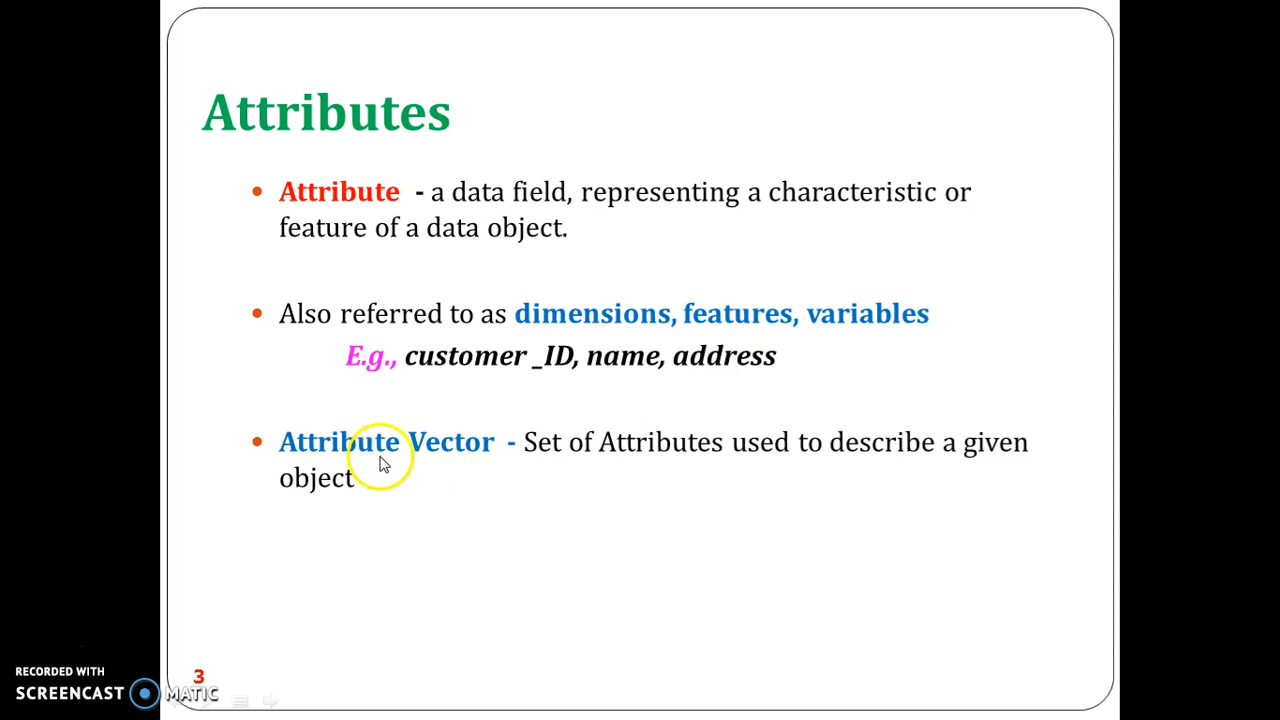 Attributes
• Attribute - a data field, representing a characteristic or
feature of a data object.
• Also referred to as dimensions, features, variables
E.g., customer _ID, name, address
• Attribute Vector - Set of Attributes used to describe a given
object
3
RECORDED WITH
SCREENCAST MATIC